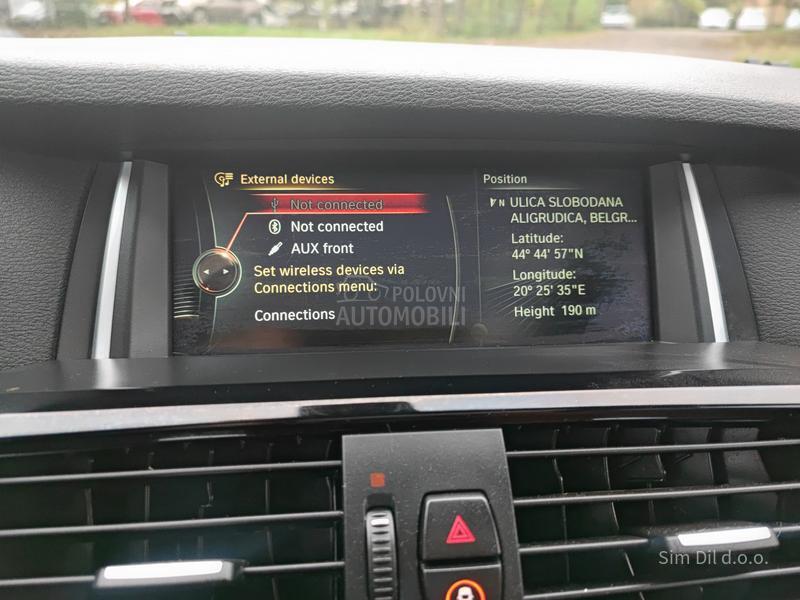 External devices
Not connected
Not connected
AUX front
Set wireless devices via
Connections menu:
Connections
Position
N ULICA SLOBODANA
ALIGRUDICA, BELGR...
Latitude:
44° 44' 57"N
Longitude:
20° 25' 35"E
Height 190 m
POLOVNI
AUTOMOBILI
Sim Dil d.o.o.